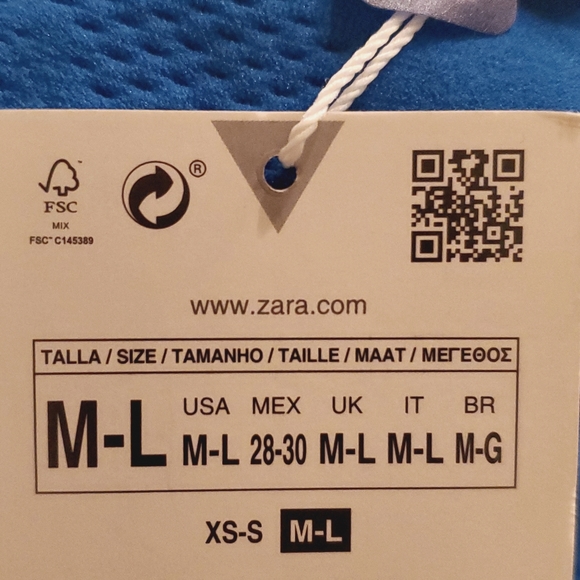 ®
FSC
MIX
FSC™ C145389
www.zara.com
TALLA / SIZE / TAMANHO / TAILLE / MAAT / ΜΕΓΕΘΟΣ
M-L
USA MEX UK IT BR
M-L 28-30 M-L M-L M-G
XS-S M-L